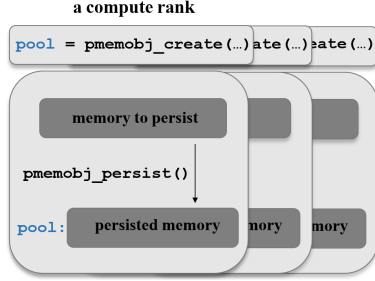 a compute rank
pool = pmemobj_create(…) ate(…) eate(…)
memory to persist
pmemobj_persist()
pool: persisted memory mory mory